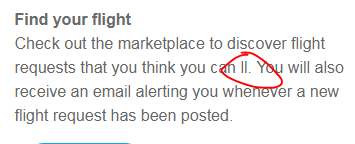 Find your flight
Check out the marketplace to discover flight
requests that you think you can ll. You will also
receive an email alerting you whenever a new
flight request has been posted.